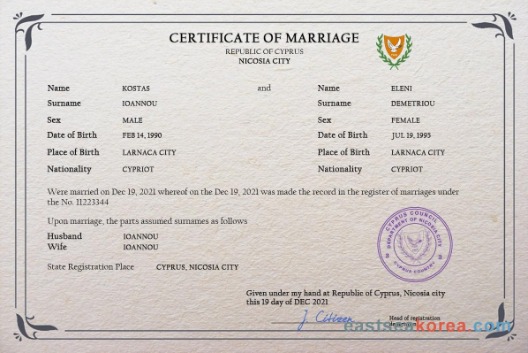 CERTIFICATE OF MARRIAGE
REPUBLIC OF CYPRUS
NICOSIA CITY
Name KOSTAS and Name ELENI
Surname IOANNOU Surname DEMETRIOU
Sex MALE Sex FEMALE
Date of Birth FEB 14, 1990 Date of Birth JUL 19, 1995
Place of Birth LARNACA CITY Place of Birth LARNACA CITY
Nationality CYPRIOT Nationality CYPRIOT
Were married on Dec 19, 2021 whereof on the Dec 19, 2021 was made the record in the register of marriages under
the No. 11223344
Upon marriage, the parts assumed surnames as follows
Husband IOANNOU
Wife IOANNOU
State Registration Place CYPRUS, NICOSIA CITY
CYPRUS COUNCIL
DEPARTMENT OF NICOSIA CITY
CYPRUS COUNTRY
Given under my hand at Republic of Cyprus, Nicosia city
this 19 day of DEC 2021
J. Citizen
Head of registration
eastseakorea.com